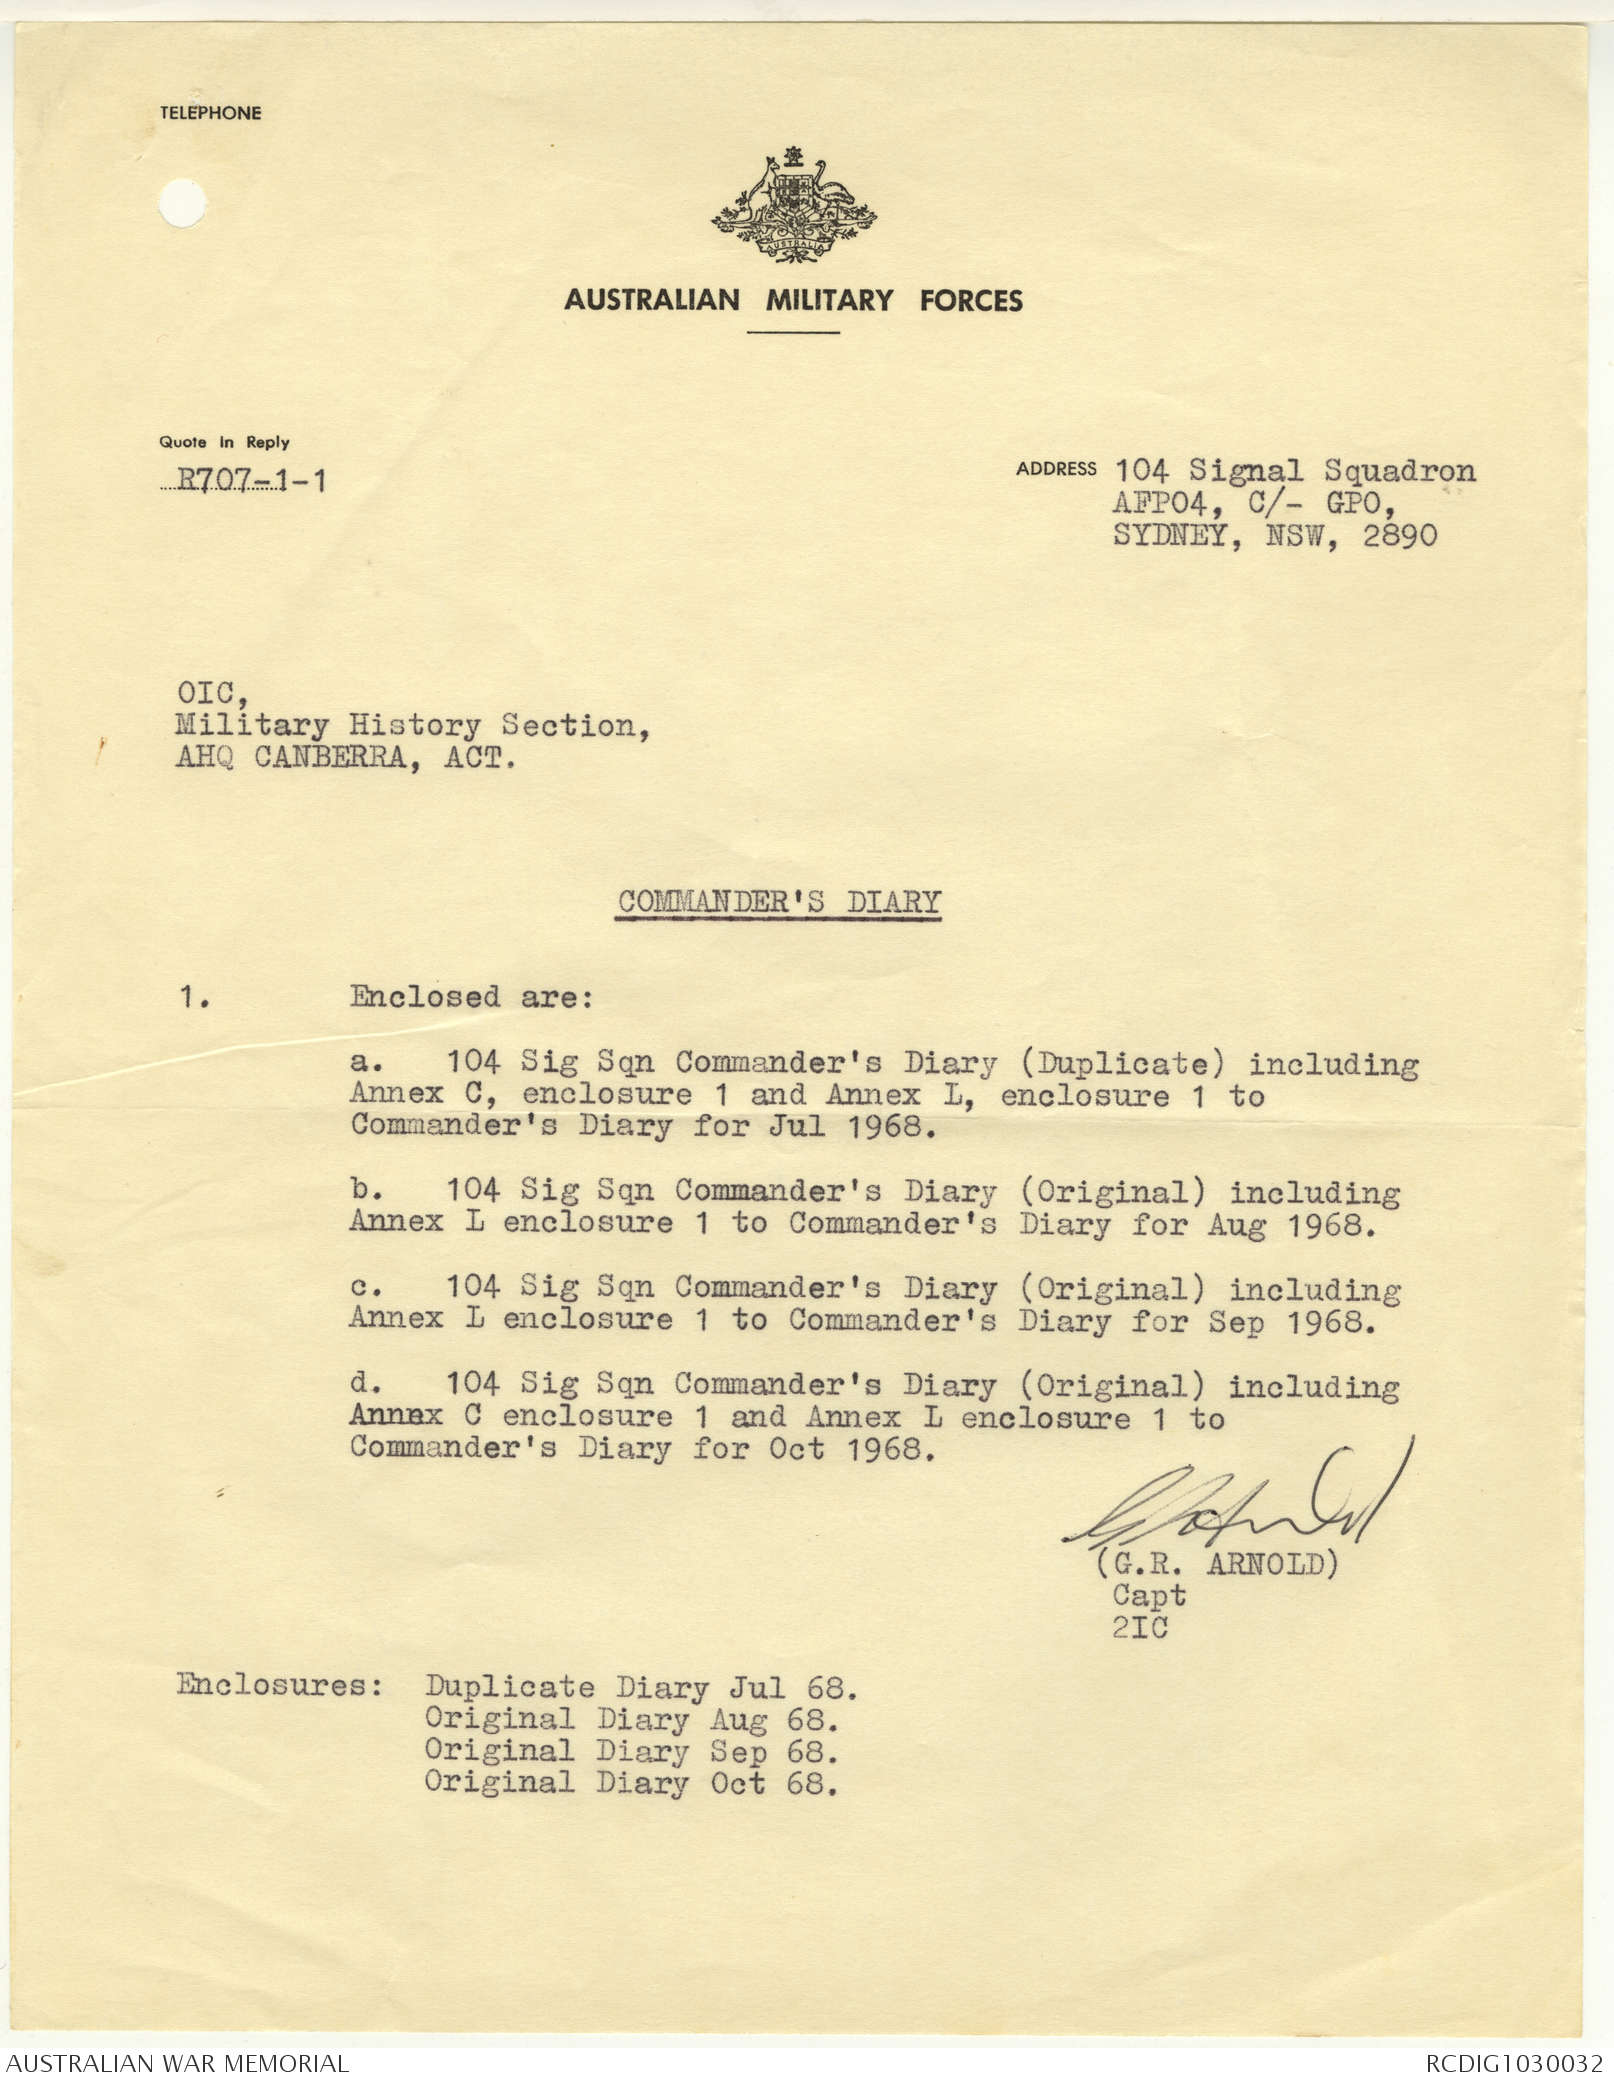 TELEPHONE
AUSTRALIA
AUSTRALIAN MILITARY FORCES
Quote in Reply
R707-1-1
ADDRESS 104 Signal Squadron
AFPO4, C/- GPO,
SYDNEY, NSW, 2890
OIC,
Military History Section,
AHQ CANBERRA, ACT.
COMMANDER'S DIARY
1. Enclosed are:
a. 104 Sig Sqn Commander's Diary (Duplicate) including
Annex C, enclosure 1 and Annex L, enclosure 1 to
Commander's Diary for Jul 1968.
b. 104 Sig Sqn Commander's Diary (Original) including
Annex L enclosure 1 to Commander's Diary for Aug 1968.
c. 104 Sig Sqn Commander's Diary (Original) including
Annex L enclosure 1 to Commander's Diary for Sep 1968.
d. 104 Sig Sqn Commander's Diary (Original) including
Annex C enclosure 1 and Annex L enclosure 1 to
Commander's Diary for Oct 1968.
(G.R. ARNOLD)
Capt
2IC
Enclosures: Duplicate Diary Jul 68.
Original Diary Aug 68.
Original Diary Sep 68.
Original Diary Oct 68.
AUSTRALIAN WAR MEMORIAL
RCDIG1030032